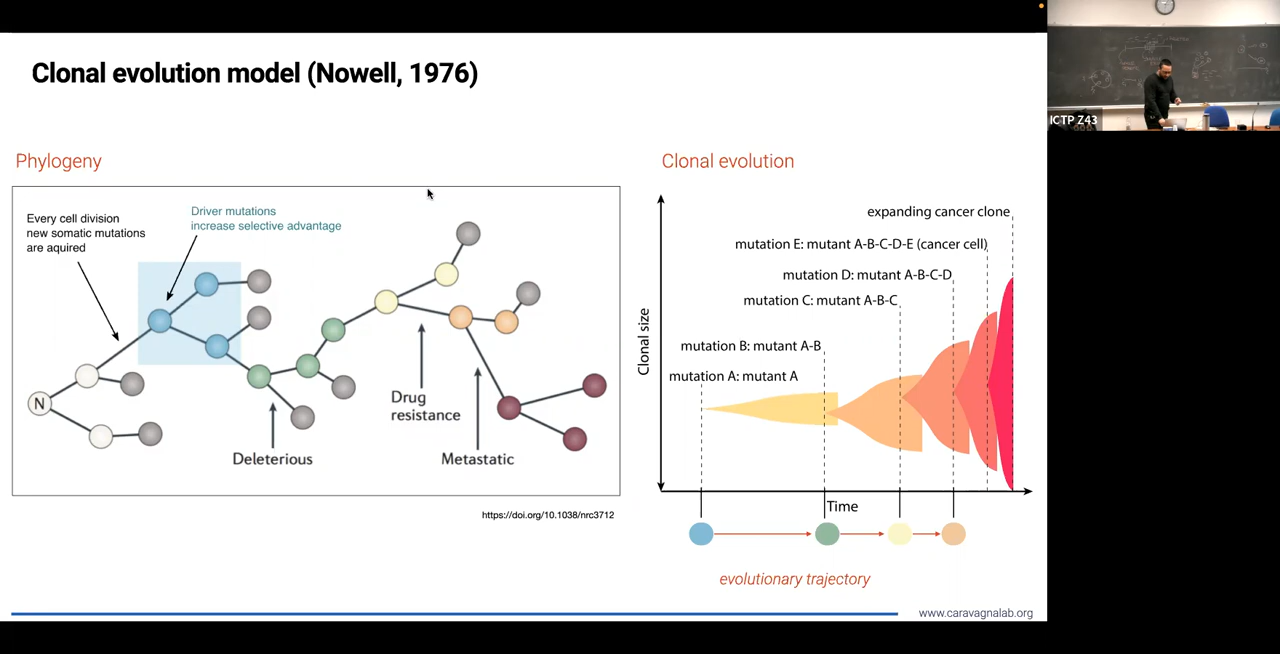 Clonal evolution model (Nowell, 1976)
ICTP Z43
Phylogeny
Every cell division
new somatic mutations
are aquired
Driver mutations
increase selective advantage
N
Drug
resistance
Deleterious
Metastatic
https://doi.org/10.1038/nrc3712
Clonal evolution
expanding cancer clone
mutation E: mutant A-B-C-D-E (cancer cell)
mutation D: mutant A-B-C-D
mutation C: mutant A-B-C
mutation B: mutant A-B
mutation A: mutant A
Clonal size
Time
evolutionary trajectory
www.caravagnalab.org